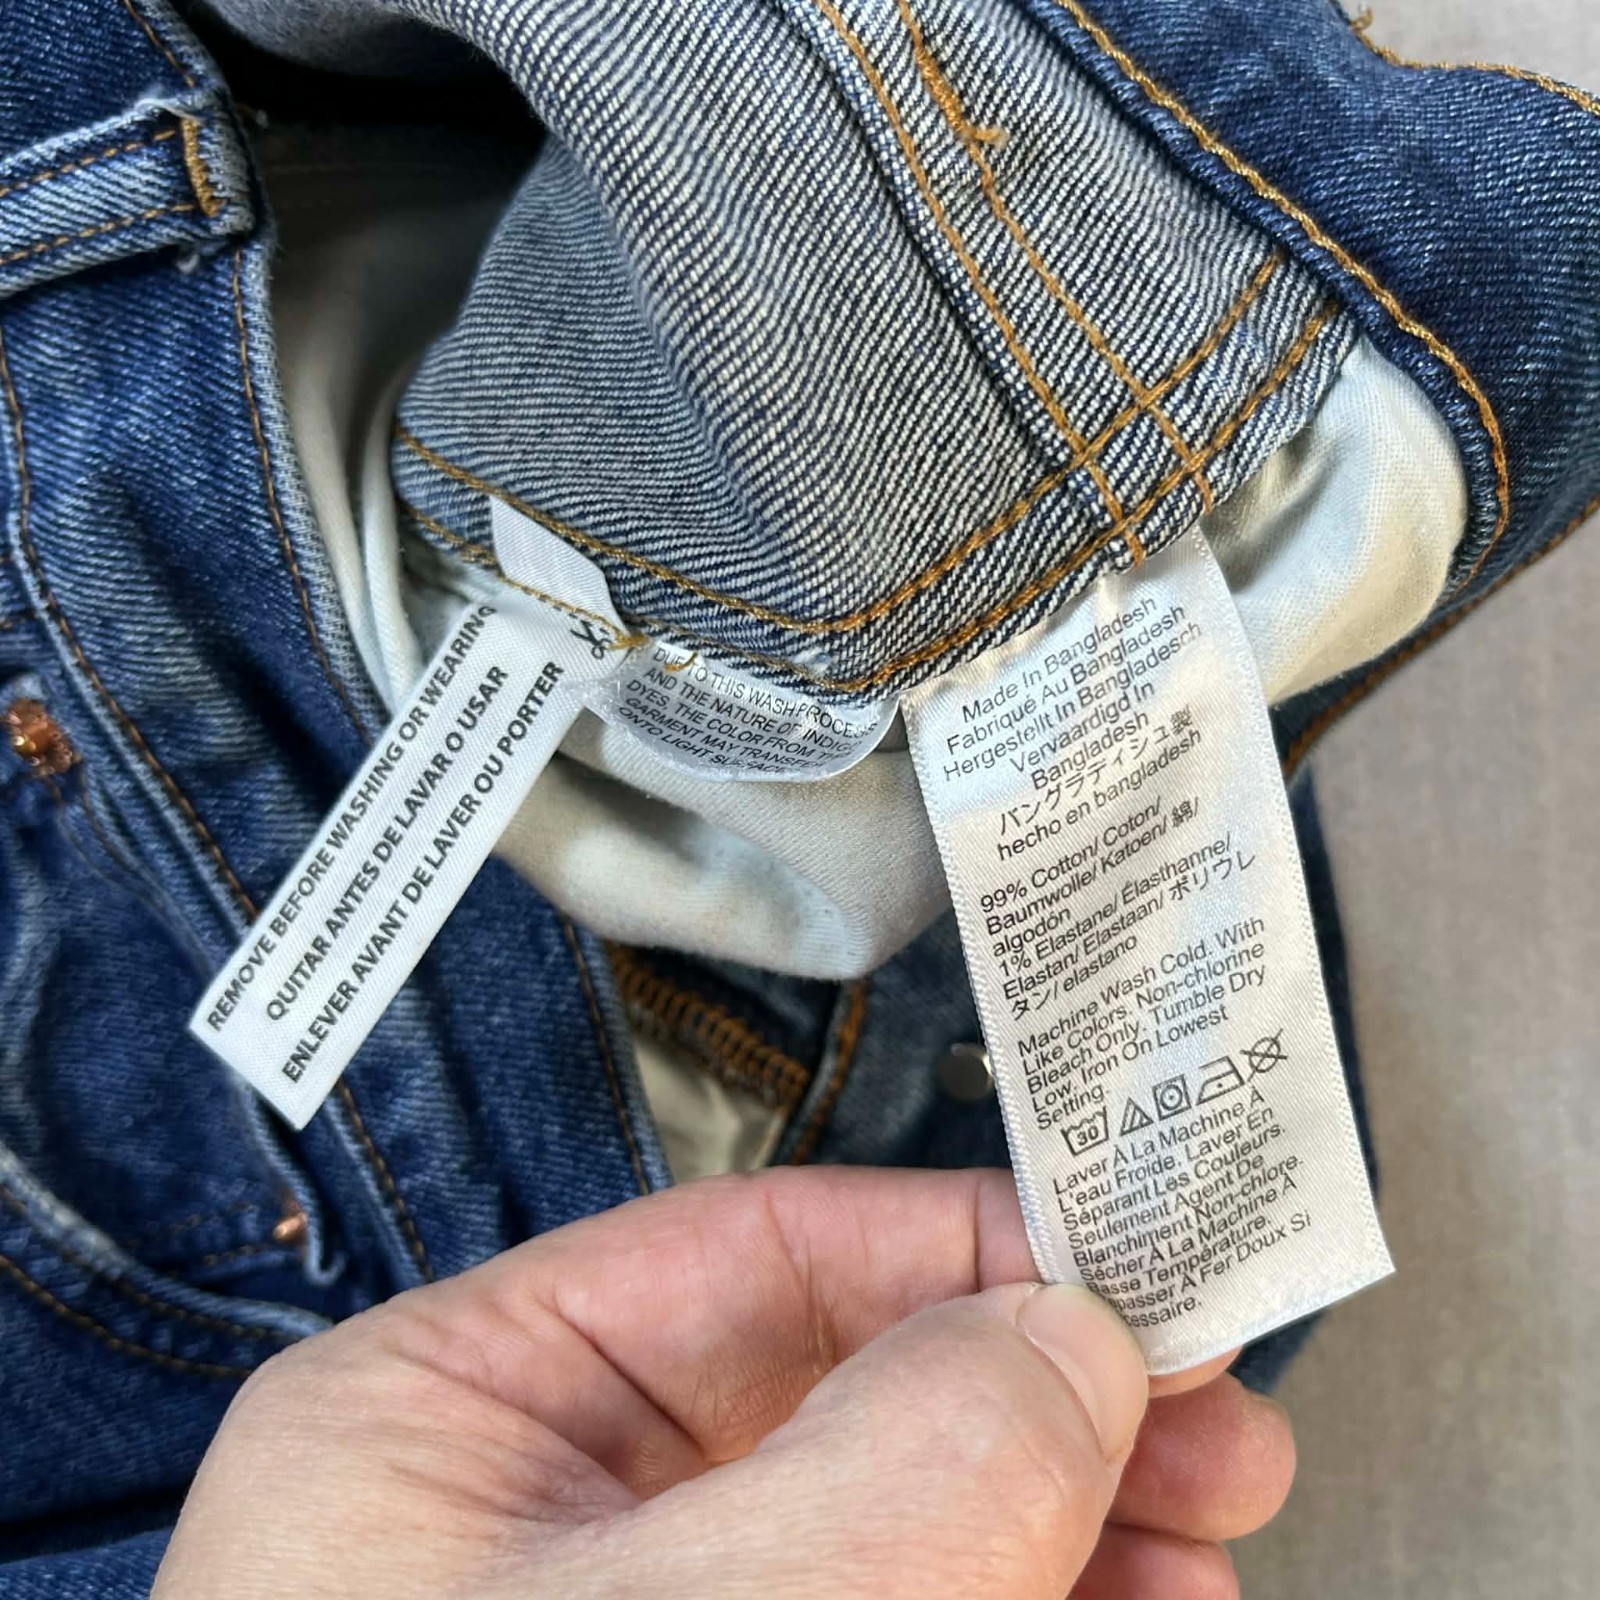 REMOVE BEFORE WASHING OR WEARING
QUITAR ANTES DE LAVAR O USAR
ENLEVER AVANT DE LAVER OU PORTER
DUE TO THIS WASH PROCESS
AND THE NATURE OF INDIGO
DYES, THE COLOR FROM THE
GARMENT MAY TRANSFER
ONTO LIGHT
Made In Bangladesh
Fabriqué Au Bangladesh
Hergestellt In Bangladesch
Vervaardigd In
Bangladesh
バングラディシュ製
hecho en bangladesh
99% Cotton/ Coton/
Baumwolle/ Katoen/ 綿/
algodón
1% Elastane/ Élasthanne/
Elastan/ Elastaan/ ポリウレ
タン/ elastano
Machine Wash Cold. With
Like Colors. Non-chlorine
Bleach Only. Tumble Dry
Low. Iron On Lowest
Setting.
30
Laver À La Machine À
L'eau Froide. Laver En
Séparant Les Couleurs.
Seulement Agent De
Blanchiment Non-chlore.
Sécher À La Machine À
Basse Température.
À Fer Doux Si